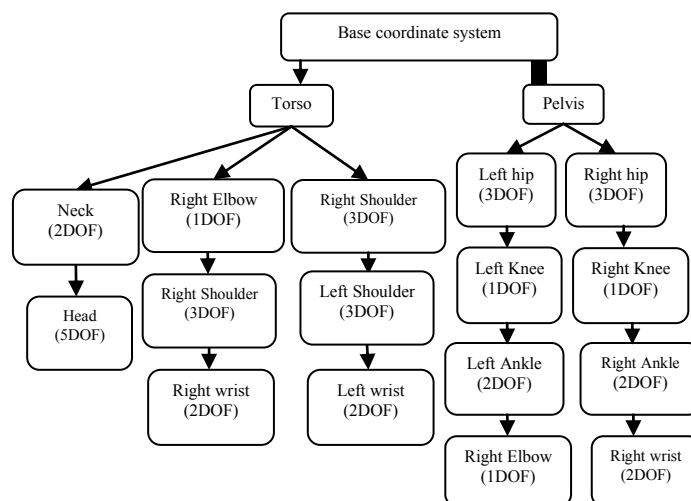 Base coordinate system
Torso
Pelvis
Neck
(2DOF)
Right Elbow
(1DOF)
Right Shoulder
(3DOF)
Left hip
(3DOF)
Right hip
(3DOF)
Head
(5DOF)
Right Shoulder
(3DOF)
Left Shoulder
(3DOF)
Left Knee
(1DOF)
Right Knee
(1DOF)
Right wrist
(2DOF)
Left wrist
(2DOF)
Left Ankle
(2DOF)
Right Ankle
(2DOF)
Right Elbow
(1DOF)
Right wrist
(2DOF)